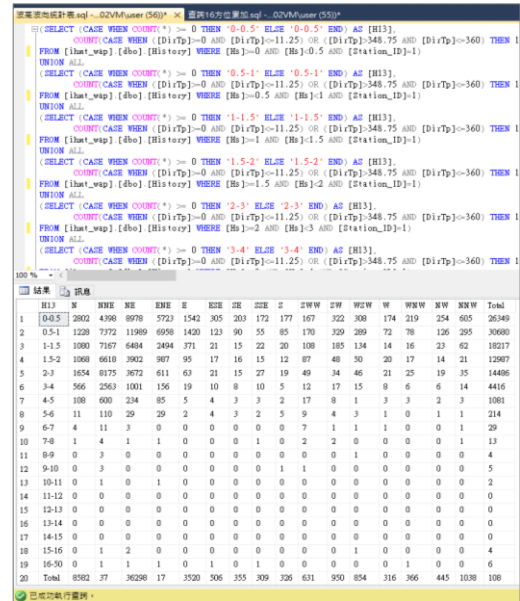 波高波向統計表.sql -...02VM\user (56))* × 查詢16方位累加.sql -...02VM\user (55))*
(SELECT (CASE WHEN COUNT(*) >= 0 THEN '0-0.5' ELSE '0-0.5' END) AS [H13],
COUNT(CASE WHEN ([DirTp]>=0 AND [DirTp]<=11.25) OR ([DirTp]>348.75 AND [DirTp]<=360) THEN 1
FROM [ihmt_wap].[dbo].[History] WHERE [Hs]>=0 AND [Hs]<0.5 AND [Station_ID]=1)
UNION ALL
(SELECT (CASE WHEN COUNT(*) >= 0 THEN '0.5-1' ELSE '0.5-1' END) AS [H13],
COUNT(CASE WHEN ([DirTp]>=0 AND [DirTp]<=11.25) OR ([DirTp]>348.75 AND [DirTp]<=360) THEN 1
FROM [ihmt_wap].[dbo].[History] WHERE [Hs]>=0.5 AND [Hs]<1 AND [Station_ID]=1)
UNION ALL
(SELECT (CASE WHEN COUNT(*) >= 0 THEN '1-1.5' ELSE '1-1.5' END) AS [H13],
COUNT(CASE WHEN ([DirTp]>=0 AND [DirTp]<=11.25) OR ([DirTp]>348.75 AND [DirTp]<=360) THEN 1
FROM [ihmt_wap].[dbo].[History] WHERE [Hs]>=1 AND [Hs]<1.5 AND [Station_ID]=1)
UNION ALL
(SELECT (CASE WHEN COUNT(*) >= 0 THEN '1.5-2' ELSE '1.5-2' END) AS [H13],
COUNT(CASE WHEN ([DirTp]>=0 AND [DirTp]<=11.25) OR ([DirTp]>348.75 AND [DirTp]<=360) THEN 1
FROM [ihmt_wap].[dbo].[History] WHERE [Hs]>=1.5 AND [Hs]<2 AND [Station_ID]=1)
UNION ALL
(SELECT (CASE WHEN COUNT(*) >= 0 THEN '2-3' ELSE '2-3' END) AS [H13],
COUNT(CASE WHEN ([DirTp]>=0 AND [DirTp]<=11.25) OR ([DirTp]>348.75 AND [DirTp]<=360) THEN 1
FROM [ihmt_wap].[dbo].[History] WHERE [Hs]>=2 AND [Hs]<3 AND [Station_ID]=1)
UNION ALL
(SELECT (CASE WHEN COUNT(*) >= 0 THEN '3-4' ELSE '3-4' END) AS [H13],
COUNT(CASE WHEN ([DirTp]>=0 AND [DirTp]<=11.25) OR ([DirTp]>348.75 AND [DirTp]<=360) THEN 1
100 %
結果 訊息
H13 N NNE NE ENE E ESE SE SSE S SWW SW WSW W WNW NW NNW Total
1 0-0.5 2802 4398 8978 5723 1542 305 203 172 177 167 322 308 174 219 254 605 26349
2 0.5-1 1228 7372 11989 6958 1420 123 90 55 85 170 329 289 72 78 126 295 30680
3 1-1.5 1080 7167 6484 2494 371 21 15 22 20 108 185 134 14 16 23 62 18217
4 1.5-2 1068 6618 3902 987 95 17 16 15 12 87 48 50 20 17 14 21 12987
5 2-3 1654 8175 3672 611 63 21 15 27 19 49 34 46 21 25 19 35 14486
6 3-4 566 2563 1001 156 19 10 8 10 5 12 17 15 8 6 6 14 4416
7 4-5 108 600 234 85 5 4 3 3 2 17 8 1 3 3 2 3 1081
8 5-6 11 110 29 29 2 4 3 2 5 9 4 3 1 0 1 1 214
9 6-7 4 11 3 0 0 0 0 0 0 7 1 1 1 0 0 1 29
10 7-8 1 4 1 1 0 0 0 1 0 2 2 0 0 0 0 1 13
11 8-9 0 3 0 0 0 0 0 0 0 0 0 1 0 0 0 0 4
12 9-10 0 3 0 0 0 0 0 0 1 1 0 0 0 0 0 0 5
13 10-11 0 1 0 1 0 0 0 0 0 0 0 0 0 0 0 0 2
14 11-12 0 0 0 0 0 0 0 0 0 0 0 0 0 0 0 0 0
15 12-13 0 0 0 0 0 0 0 0 0 0 0 0 0 0 0 0 0
16 13-14 0 0 0 0 0 0 0 0 0 0 0 0 0 0 0 0 0
17 14-15 0 0 0 0 0 0 0 0 0 0 0 0 0 0 0 0 0
18 15-16 0 1 2 0 0 0 0 0 0 0 0 1 0 0 0 0 4
19 16-50 0 1 1 1 0 1 0 1 0 0 0 0 0 1 0 0 6
20 Total 8582 37 36298 17 3520 506 355 309 326 631 950 854 316 366 445 1038 108
已成功執行查詢。